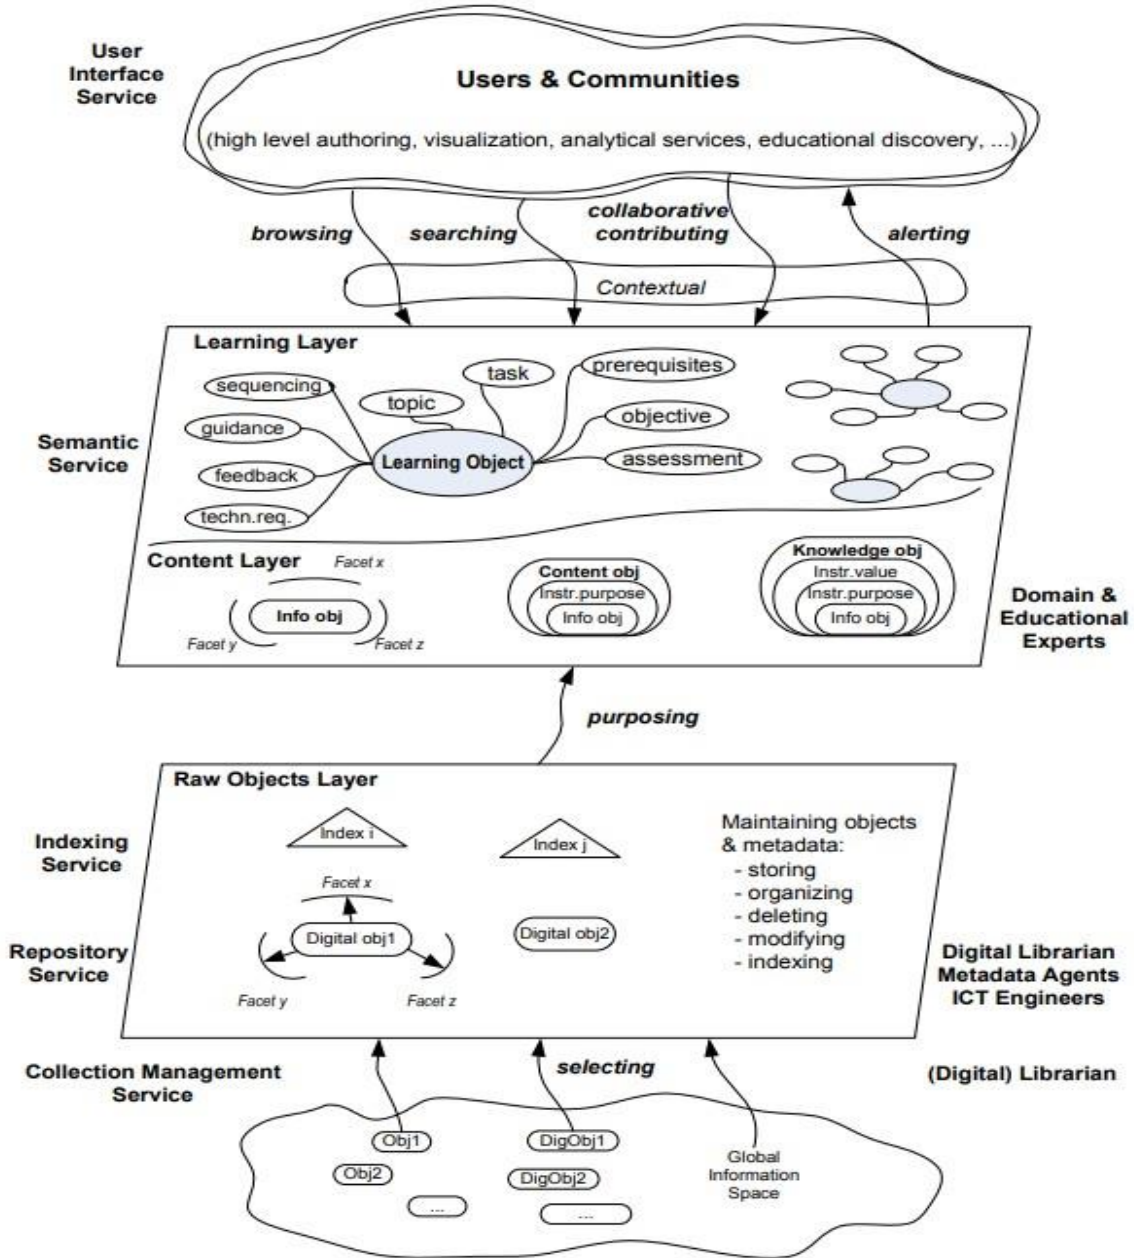 User
Interface
Service
Users & Communities
(high level authoring, visualization, analytical services, educational discovery, ...)
browsing
searching
collaborative
contributing
alerting
Contextual
Learning Layer
sequencing
guidance
feedback
techn.req.
topic
task
Learning Object
prerequisites
objective
assessment
Semantic
Service
Content Layer
Facet x
Info obj
Facet y
Facet z
Content obj
Instr.purpose
Info obj
Knowledge obj
Instr.value
Instr.purpose
Info obj
Domain &
Educational
Experts
purposing
Raw Objects Layer
Indexing
Service
Index i
Index j
Facet x
Digital obj1
Facet y
Facet z
Digital obj2
Maintaining objects
& metadata:
- storing
- organizing
- deleting
- modifying
- indexing
Repository
Service
Digital Librarian
Metadata Agents
ICT Engineers
Collection Management
Service
selecting
(Digital) Librarian
Obj1
Obj2
...
DigObj1
DigObj2
...
Global
Information
Space